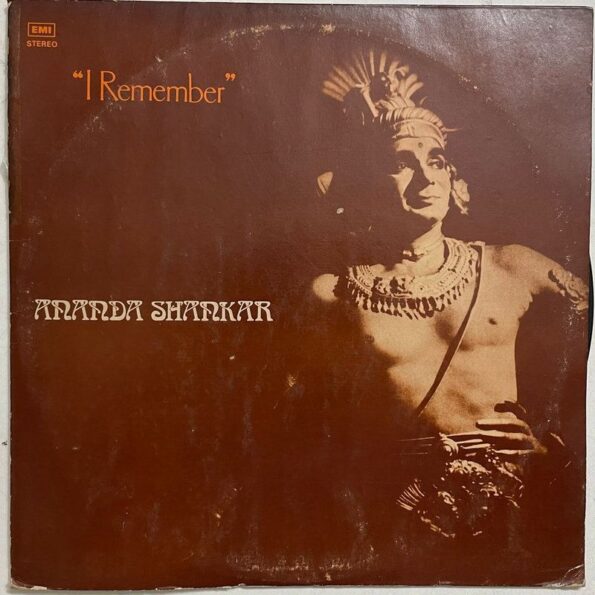 EMI
STEREO
“I Remember”
ANANDA SHANKAR